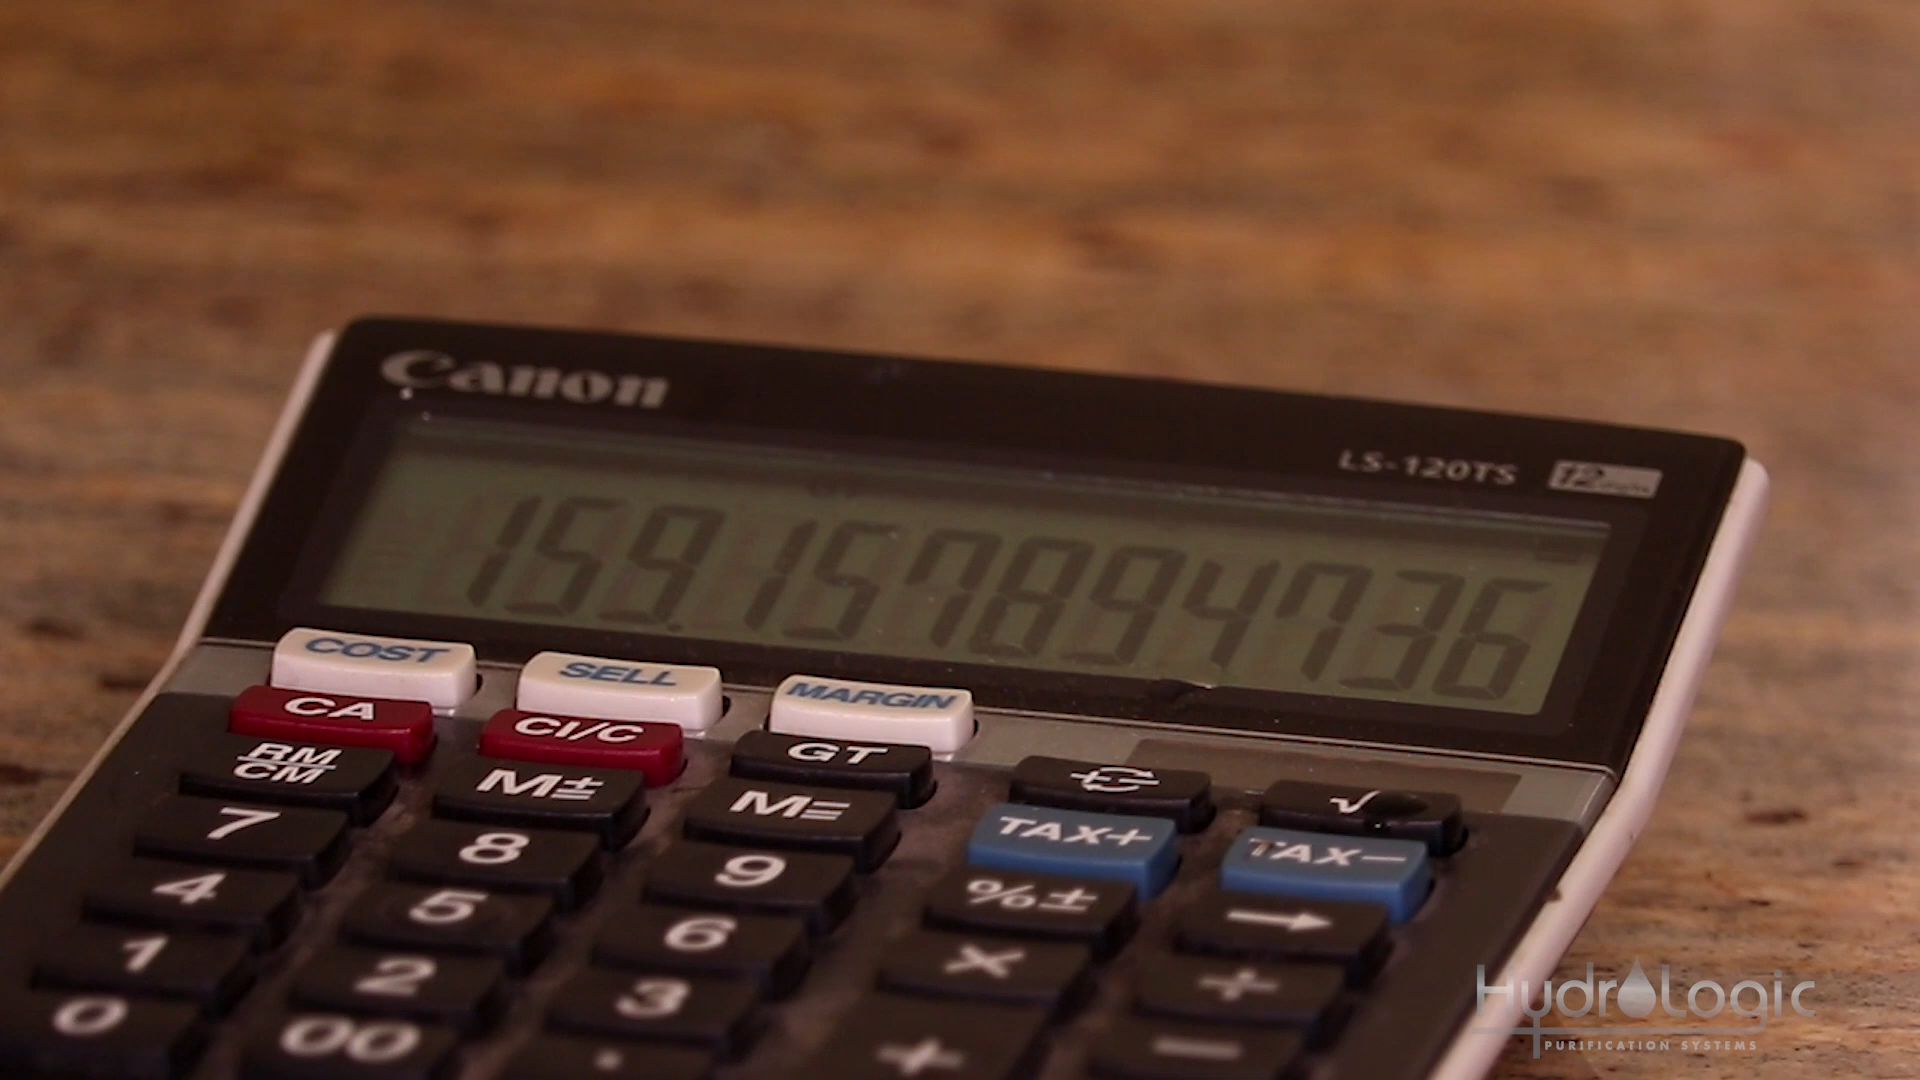 Canon
LS-120TS
12
159.157894736
COST SELL MARGIN
CA CI/C GT
RM/CM M± M=
√
7 8 9 TAX+ TAX−
4 5 6 %± →
1 2 3 × ÷
0 00 . + −
HydroLogic
PURIFICATION SYSTEMS